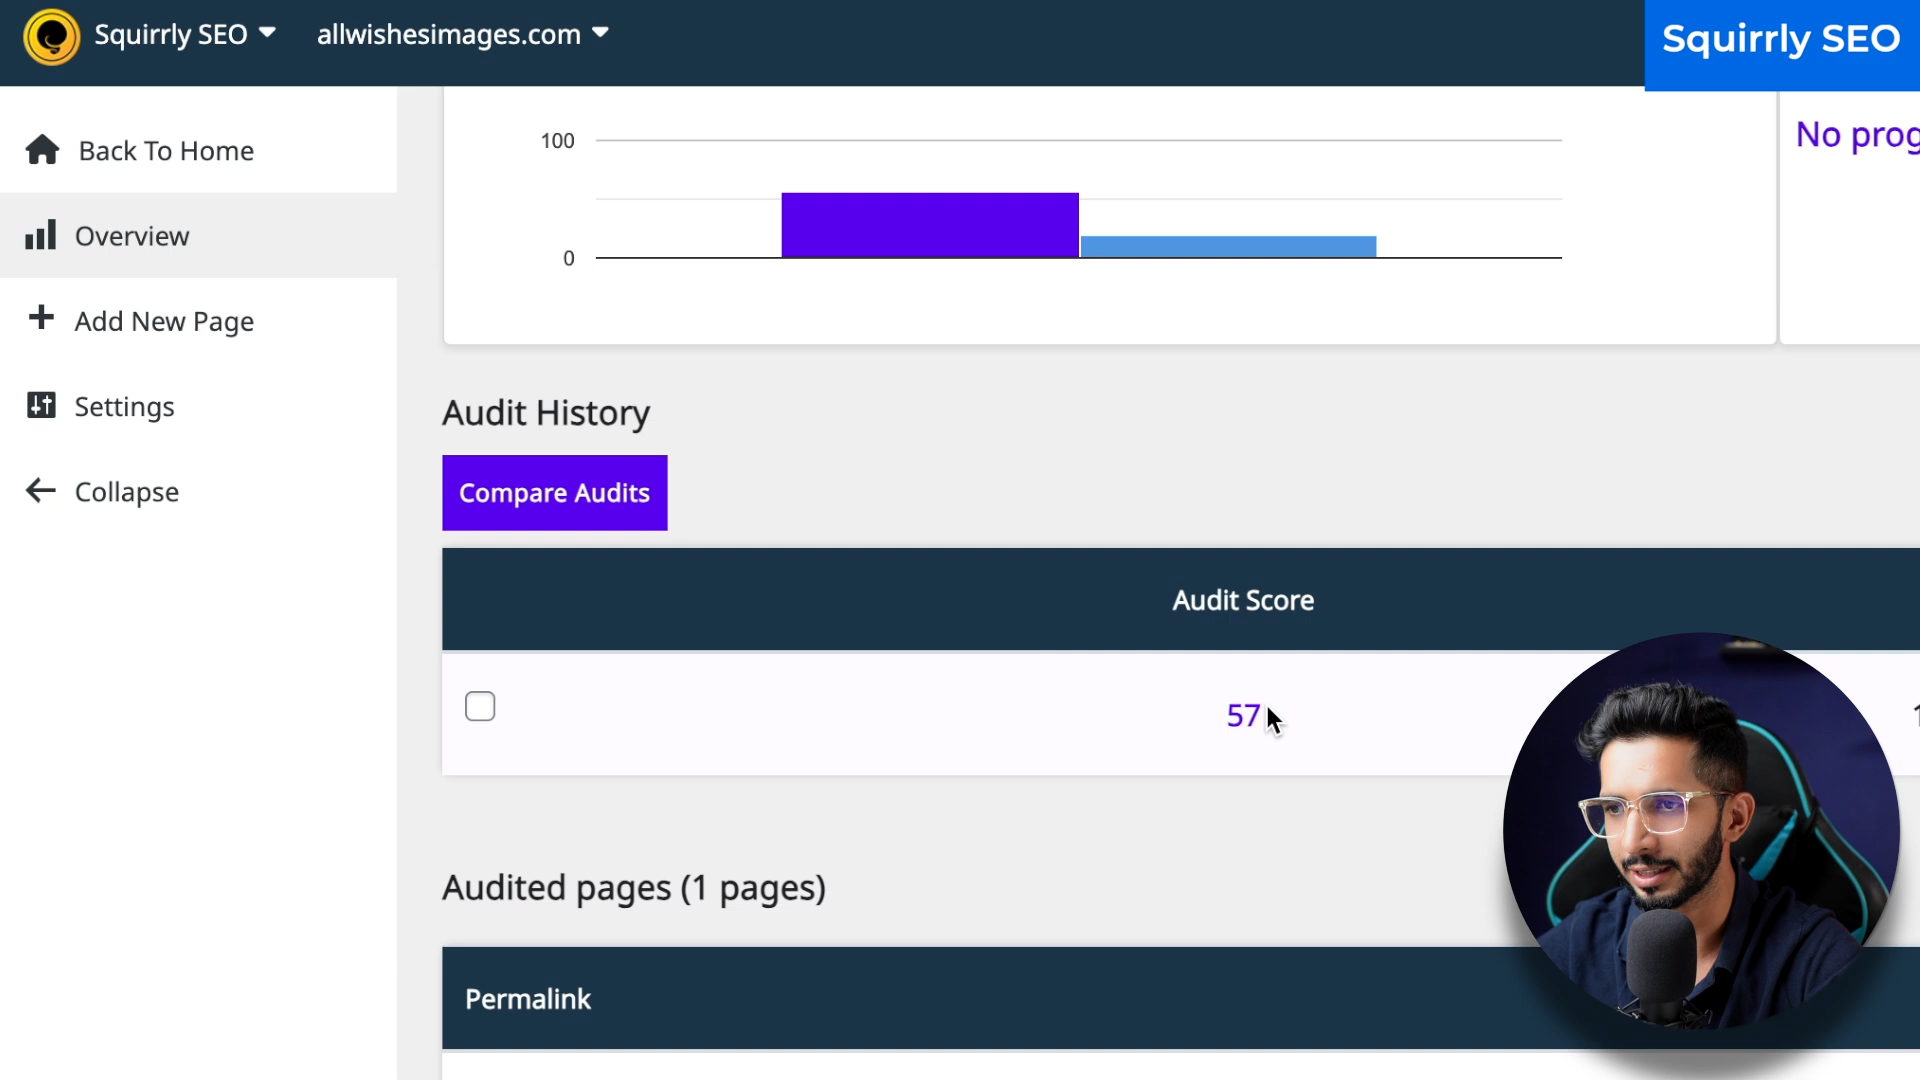 Squirrly SEO
allwishesimages.com
Squirrly SEO
Back To Home
Overview
Add New Page
Settings
Collapse
100
0
No prog
Audit History
Compare Audits
Audit Score
57
Audited pages (1 pages)
Permalink